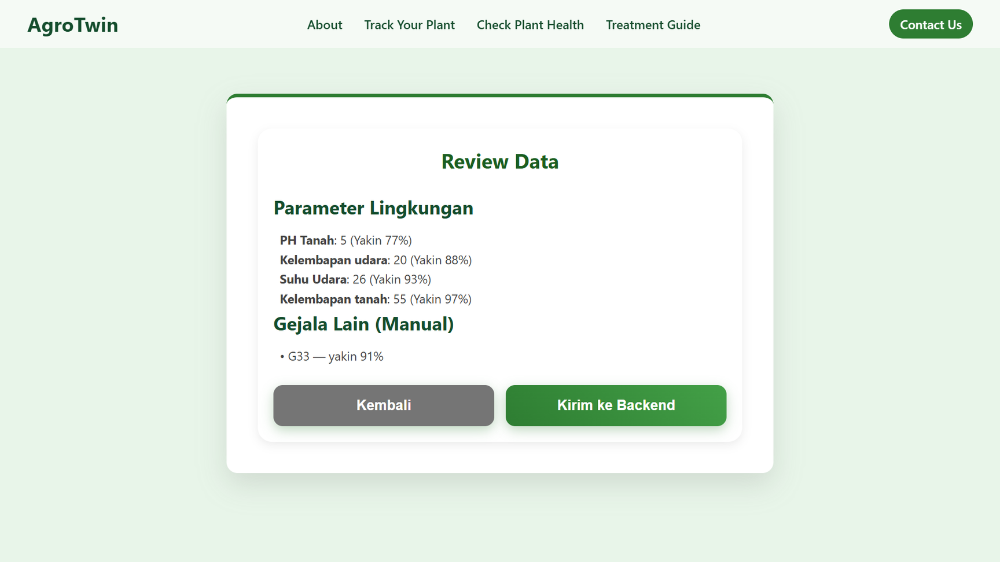 AgroTwin
About
Track Your Plant
Check Plant Health
Treatment Guide
Contact Us
Review Data
Parameter Lingkungan
PH Tanah: 5 (Yakin 77%)
Kelembapan udara: 20 (Yakin 88%)
Suhu Udara: 26 (Yakin 93%)
Kelembapan tanah: 55 (Yakin 97%)
Gejala Lain (Manual)
• G33 — yakin 91%
Kembali
Kirim ke Backend